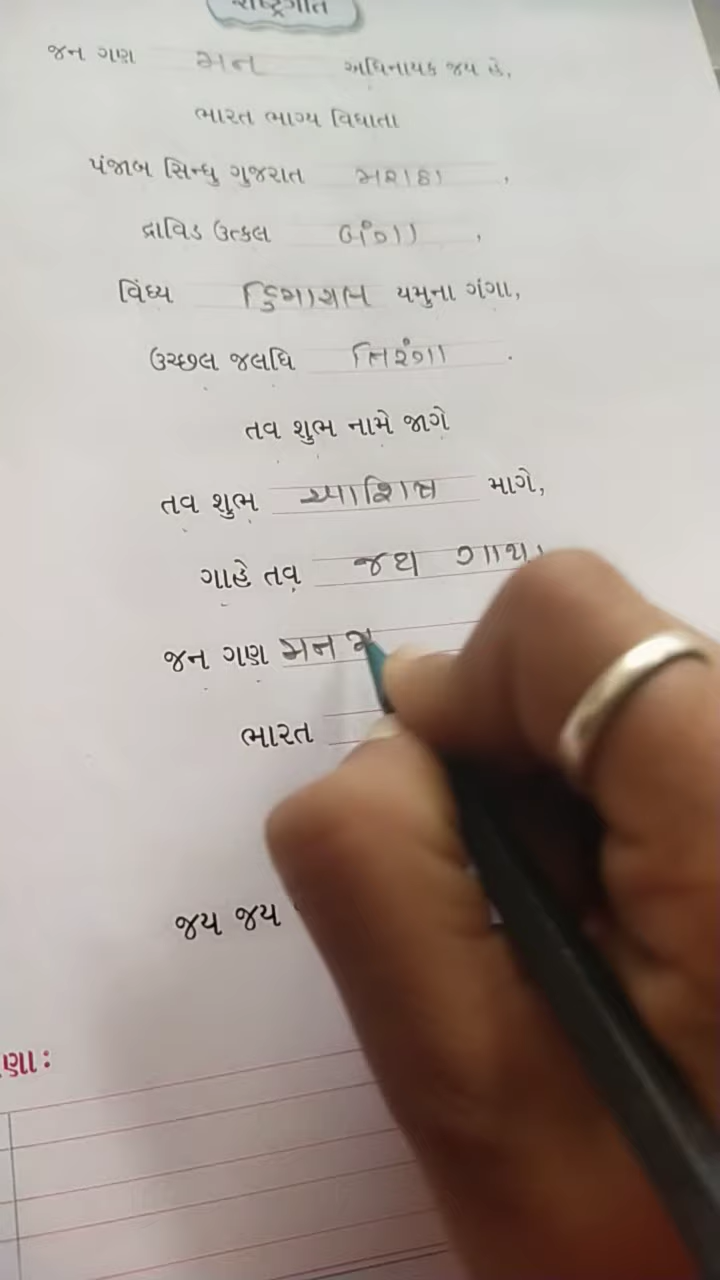 રાષ્ટ્રગીત
જન ગણ મન અધિનાયક જય હે,
ભારત ભાગ્ય વિધાતા
પંજાબ સિન્ધુ ગુજરાત મરાઠા ,
દ્રાવિડ ઉત્કલ બંગા ,
વિંધ્ય હિમાચલ યમુના ગંગા,
ઉચ્છલ જલધિ તિરંગા .
તવ શુભ નામે જાગે
તવ શુભ આશિષ માગે,
ગાહે તવ જય ગાથા
જન ગણ મન મ
ભારત
જય જય
ણા: